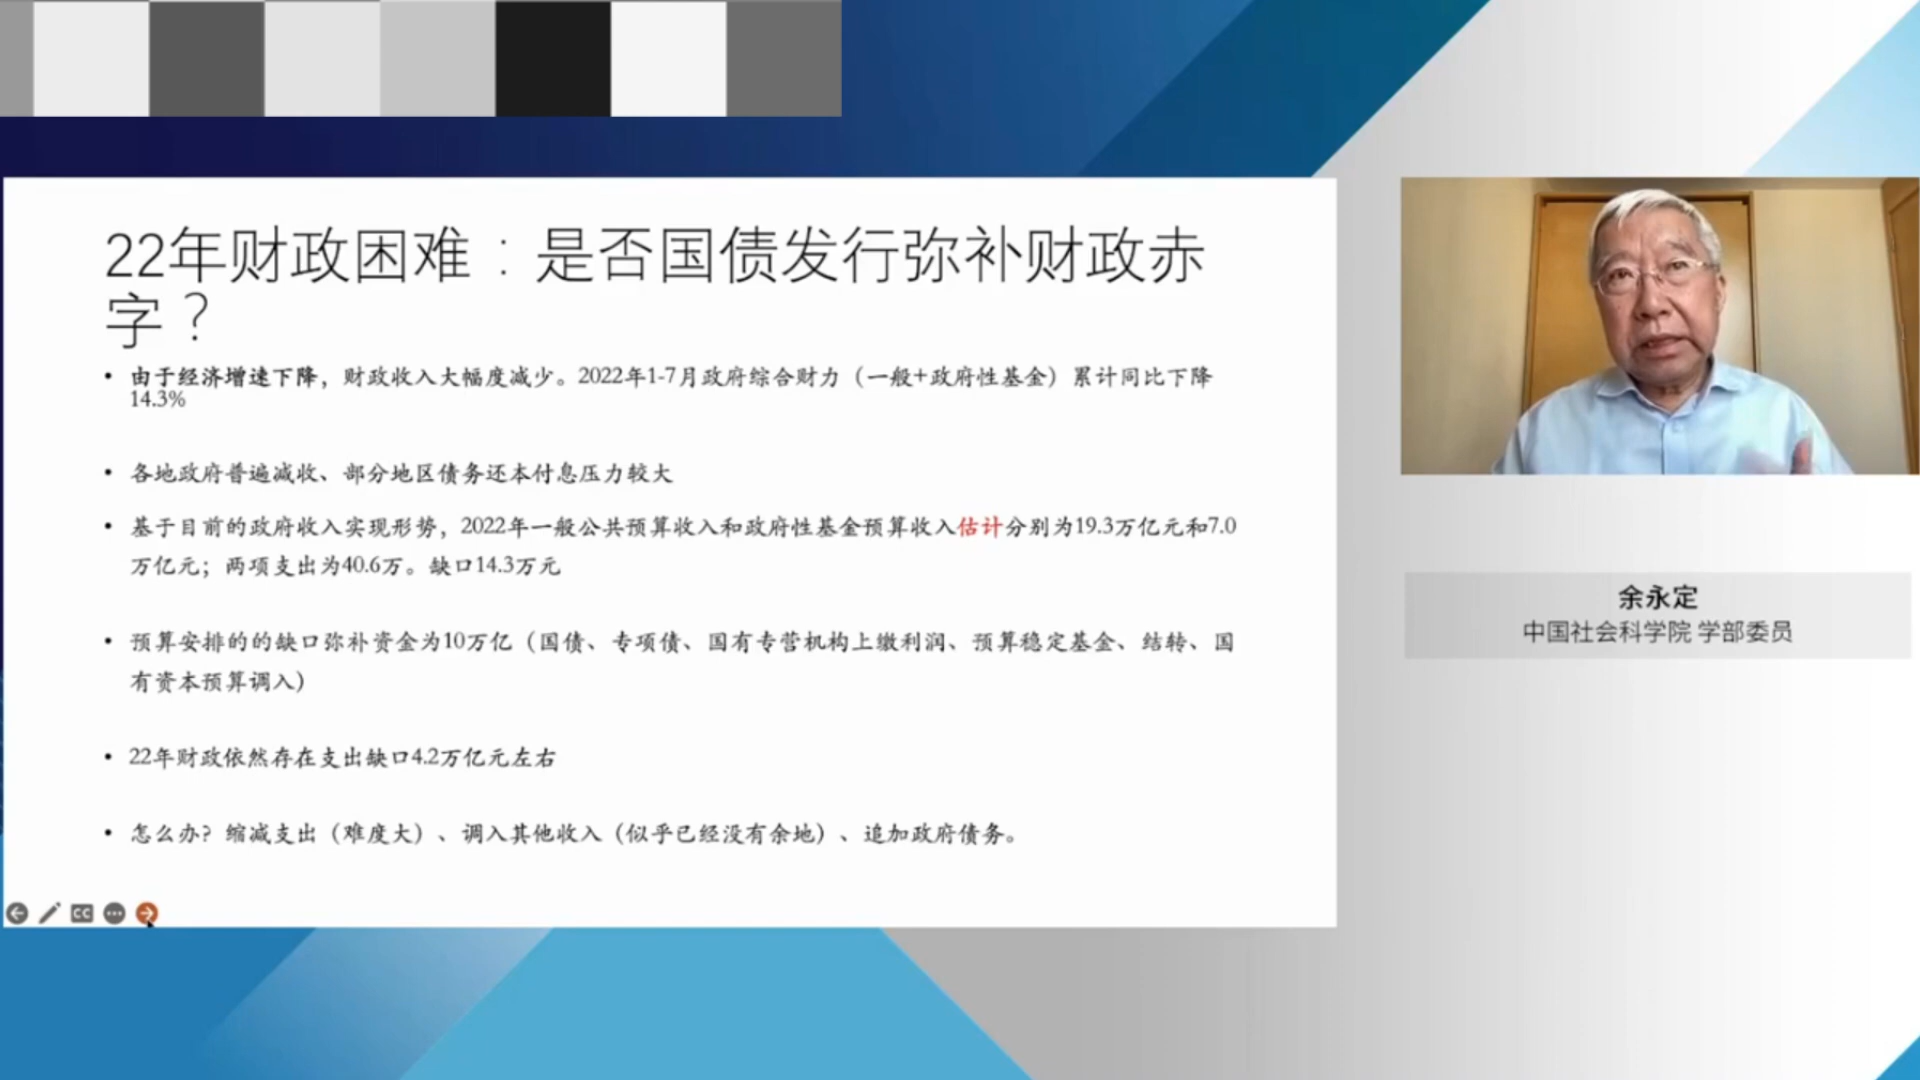 22年财政困难：是否国债发行弥补财政赤
字？
• 由于经济增速下降，财政收入大幅度减少。2022年1-7月政府综合财力（一般+政府性基金）累计同比下降
14.3%
• 各地政府普遍减收、部分地区债务还本付息压力较大
• 基于目前的政府收入实现形势，2022年一般公共预算收入和政府性基金预算收入估计分别为19.3万亿元和7.0
万亿元；两项支出为40.6万。缺口14.3万元
• 预算安排的的缺口弥补资金为10万亿（国债、专项债、国有专营机构上缴利润、预算稳定基金、结转、国
有资本预算调入）
• 22年财政依然存在支出缺口4.2万亿元左右
• 怎么办？缩减支出（难度大）、调入其他收入（似乎已经没有余地）、追加政府债务。
CC
余永定
中国社会科学院 学部委员